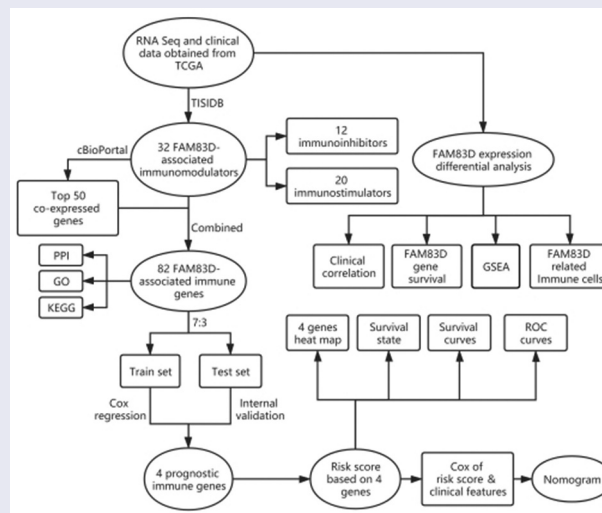 RNA Seq and clinical
data obtained from
TCGA
TISIDB
cBioPortal
32 FAM83D-
associated
immunomodulators
12
immunoinhibitors
20
immunostimulators
FAM83D expression
differential analysis
Top 50
co-expressed
genes
Combined
PPI
GO
KEGG
82 FAM83D-
associated immune
genes
Clinical
correlation
FAM83D
gene
survival
GSEA
FAM83D
related
Immune cells
7:3
4 genes
heat map
Survival
state
Survival
curves
ROC
curves
Train set
Test set
Cox
regression
Internal
validation
4 prognostic
immune genes
Risk score
based on 4
genes
Cox of
risk score &
clinical features
Nomogram